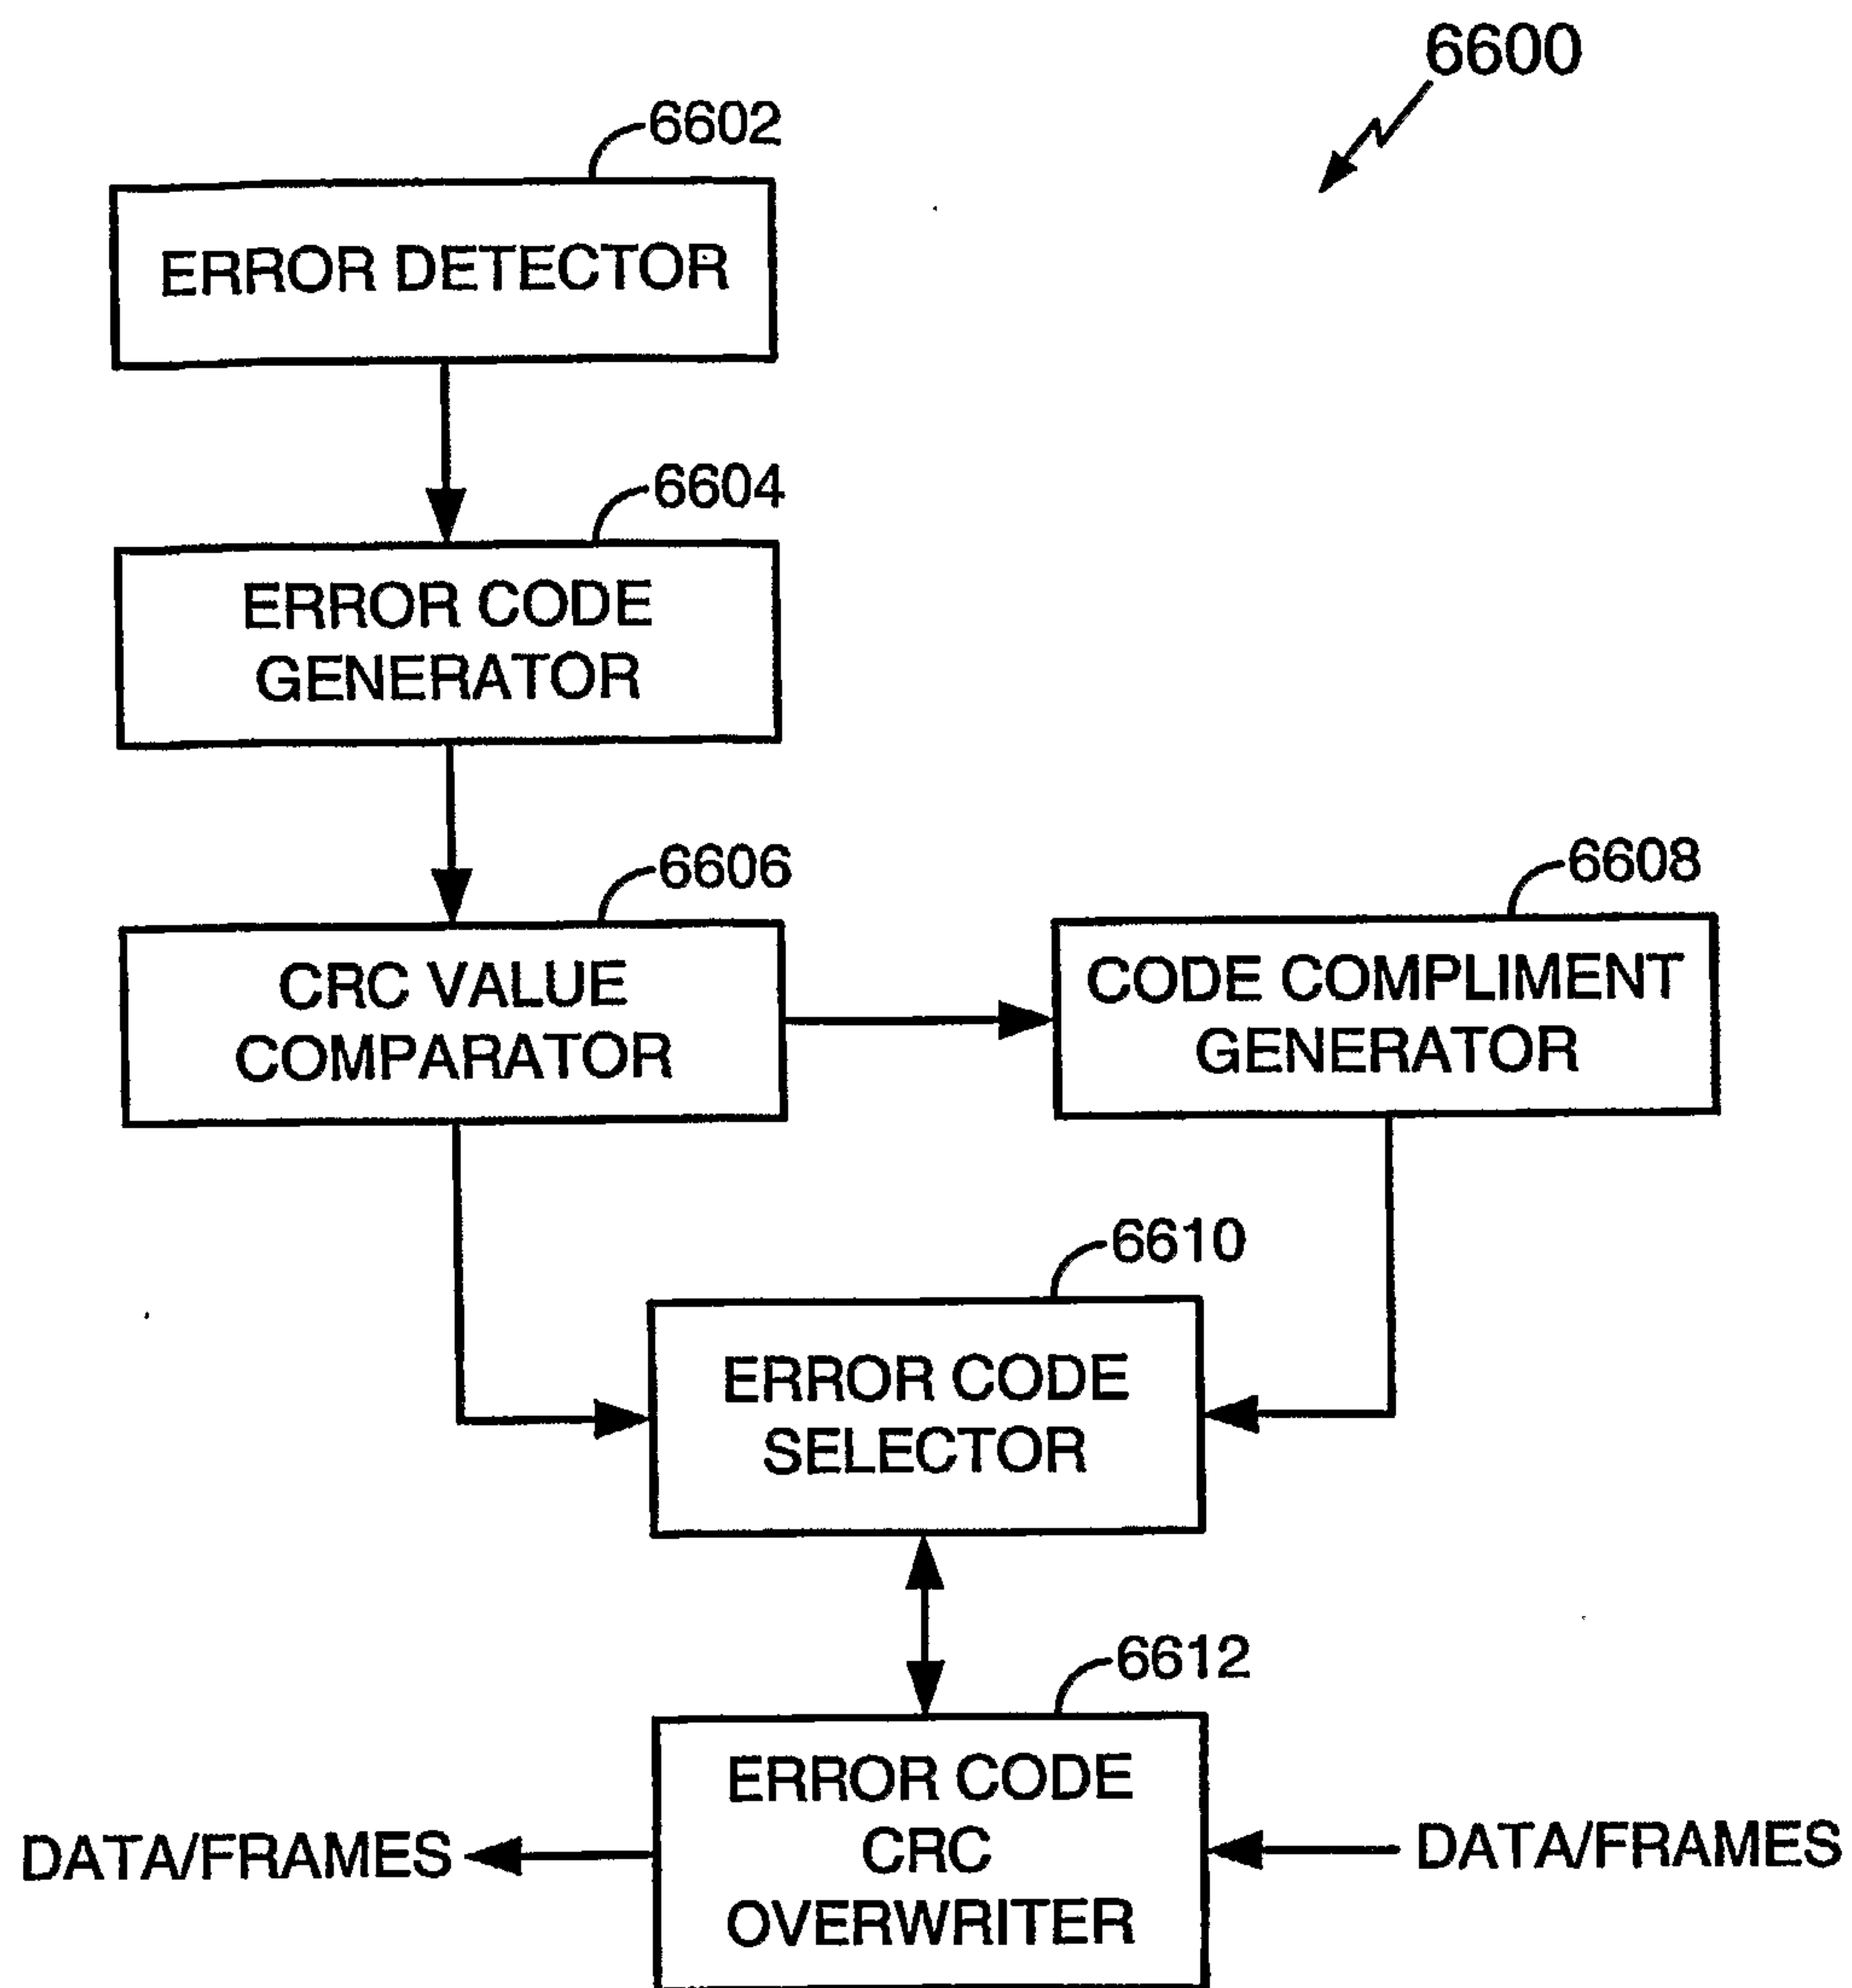 6600
6602
ERROR DETECTOR
6604
ERROR CODE
GENERATOR
6606
CRC VALUE
COMPARATOR
6608
CODE COMPLIMENT
GENERATOR
6610
ERROR CODE
SELECTOR
6612
ERROR CODE
CRC
OVERWRITER
DATA/FRAMES
DATA/FRAMES